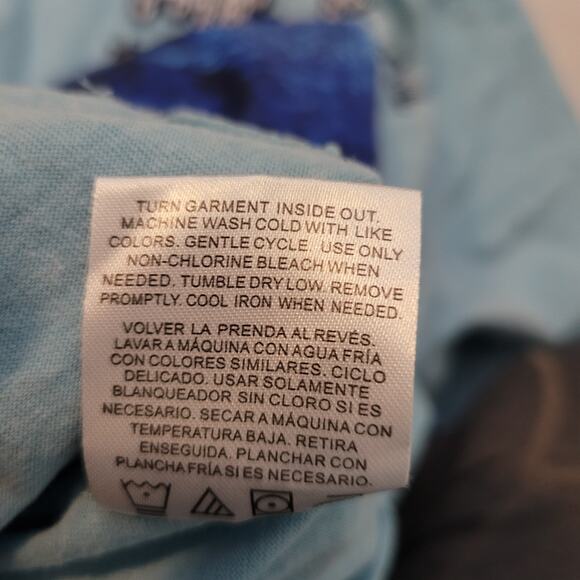 TURN GARMENT INSIDE OUT.
MACHINE WASH COLD WITH LIKE
COLORS. GENTLE CYCLE. USE ONLY
NON-CHLORINE BLEACH WHEN
NEEDED. TUMBLE DRY LOW. REMOVE
PROMPTLY. COOL IRON WHEN NEEDED.
VOLVER LA PRENDA AL REVÉS.
LAVAR A MÁQUINA CON AGUA FRÍA
CON COLORES SIMILARES. CICLO
DELICADO. USAR SOLAMENTE
BLANQUEADOR SIN CLORO SI ES
NECESARIO. SECAR A MÁQUINA CON
TEMPERATURA BAJA. RETIRA
ENSEGUIDA. PLANCHAR CON
PLANCHA FRÍA SI ES NECESARIO.